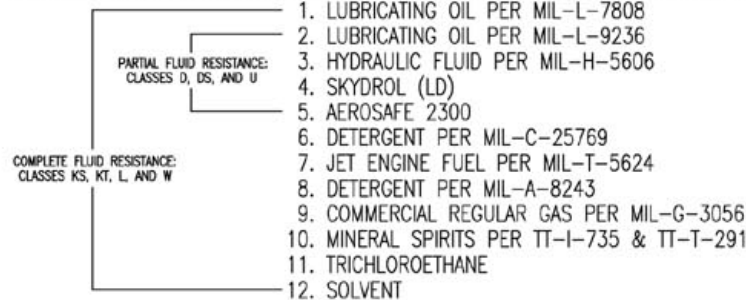 1. LUBRICATING OIL PER MIL-L-7808
2. LUBRICATING OIL PER MIL-L-9236
PARTIAL FLUID RESISTANCE:
CLASSES D, DS, AND U
3. HYDRAULIC FLUID PER MIL-H-5606
4. SKYDROL (LD)
5. AEROSAFE 2300
6. DETERGENT PER MIL-C-25769
COMPLETE FLUID RESISTANCE:
CLASSES KS, KT, L, AND W
7. JET ENGINE FUEL PER MIL-T-5624
8. DETERGENT PER MIL-A-8243
9. COMMERCIAL REGULAR GAS PER MIL-G-3056
10. MINERAL SPIRITS PER TT-I-735 & TT-T-291
11. TRICHLOROETHANE
12. SOLVENT